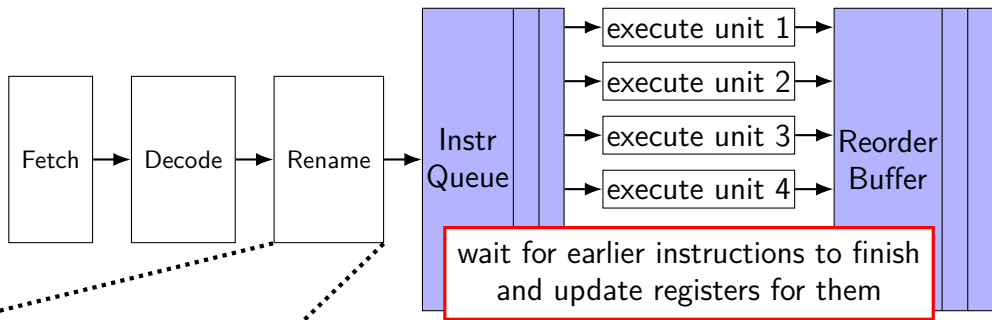 Fetch
Decode
Rename
Instr
Queue
execute unit 1
execute unit 2
execute unit 3
execute unit 4
Reorder
Buffer
wait for earlier instructions to finish
and update registers for them